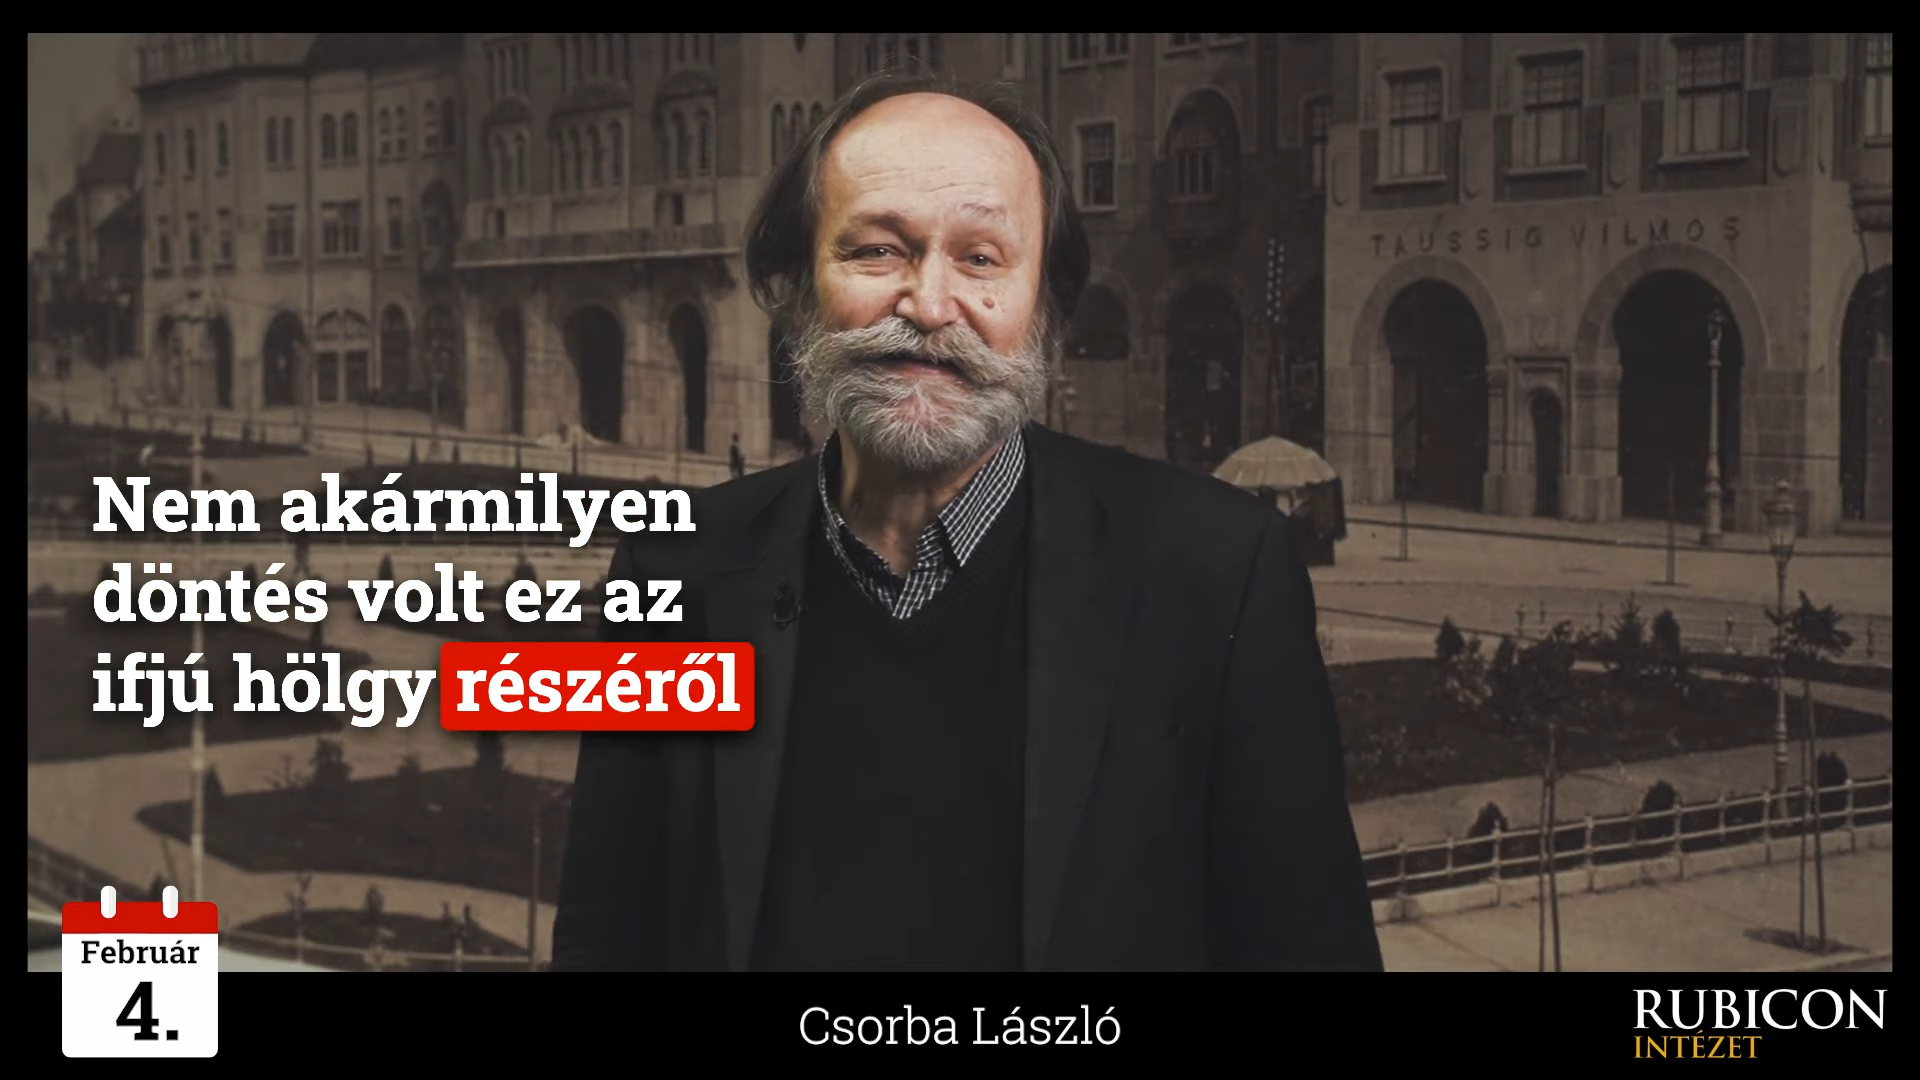 TAUSSIG VILMOS
Nem akármilyen
döntés volt ez az
ifjú hölgy részéről
Február
4.
Csorba László
RUBICON
INTÉZET